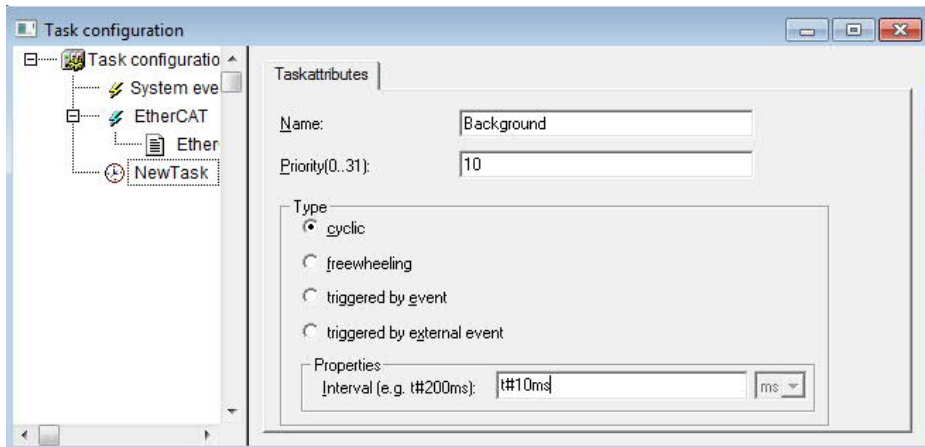 Task configuration
Task configuratio
System eve
EtherCAT
Ether
NewTask
Taskattributes
Name: Background
Priority(0..31): 10
Type
cyclic
freewheeling
triggered by event
triggered by external event
Properties
Interval (e.g. t#200ms): t#10ms ms